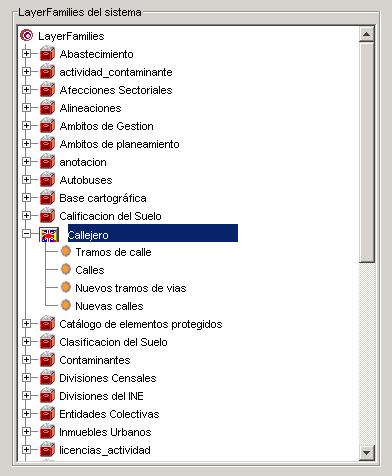 LayerFamilies del sistema
LayerFamilies
Abastecimiento
actividad_contaminante
Afecciones Sectoriales
Alineaciones
Ambitos de Gestion
Ambitos de planeamiento
anotacion
Autobuses
Base cartográfica
Calificacion del Suelo
Callejero
Tramos de calle
Calles
Nuevos tramos de vias
Nuevas calles
Catálogo de elementos protegidos
Clasificacion del Suelo
Contaminantes
Divisiones Censales
Divisiones del INE
Entidades Colectivas
Inmuebles Urbanos
licencias_actividad